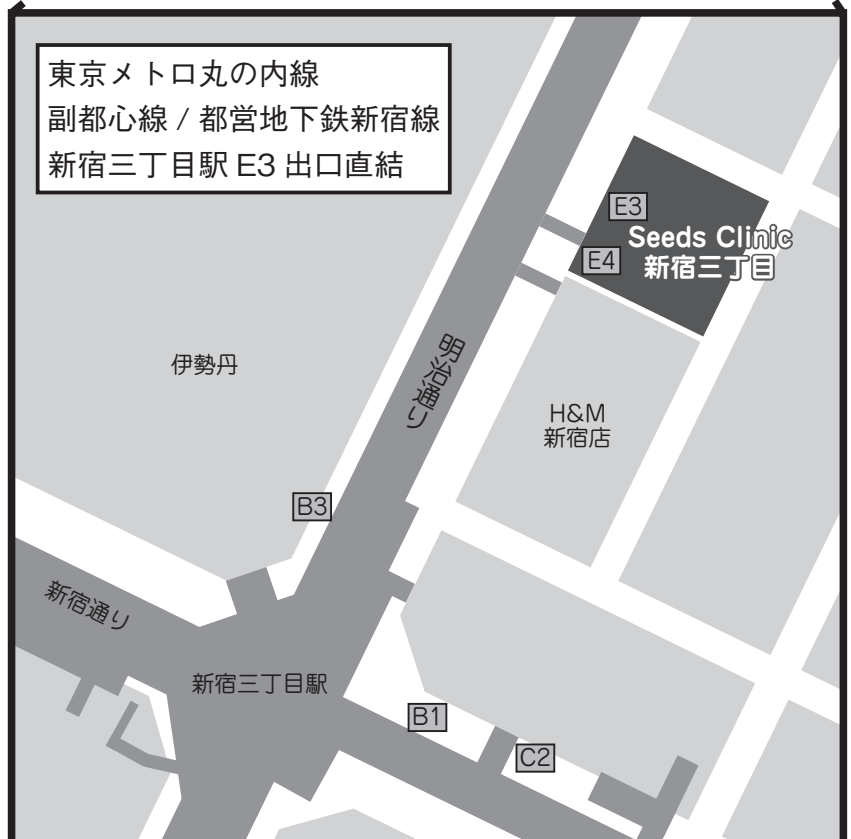 東京メトロ丸の内線
副都心線 / 都営地下鉄新宿線
新宿三丁目駅 E3 出口直結
E3
Seeds Clinic
新宿三丁目
E4
明治通り
伊勢丹
H&M
新宿店
B3
新宿通り
新宿三丁目駅
B1
C2